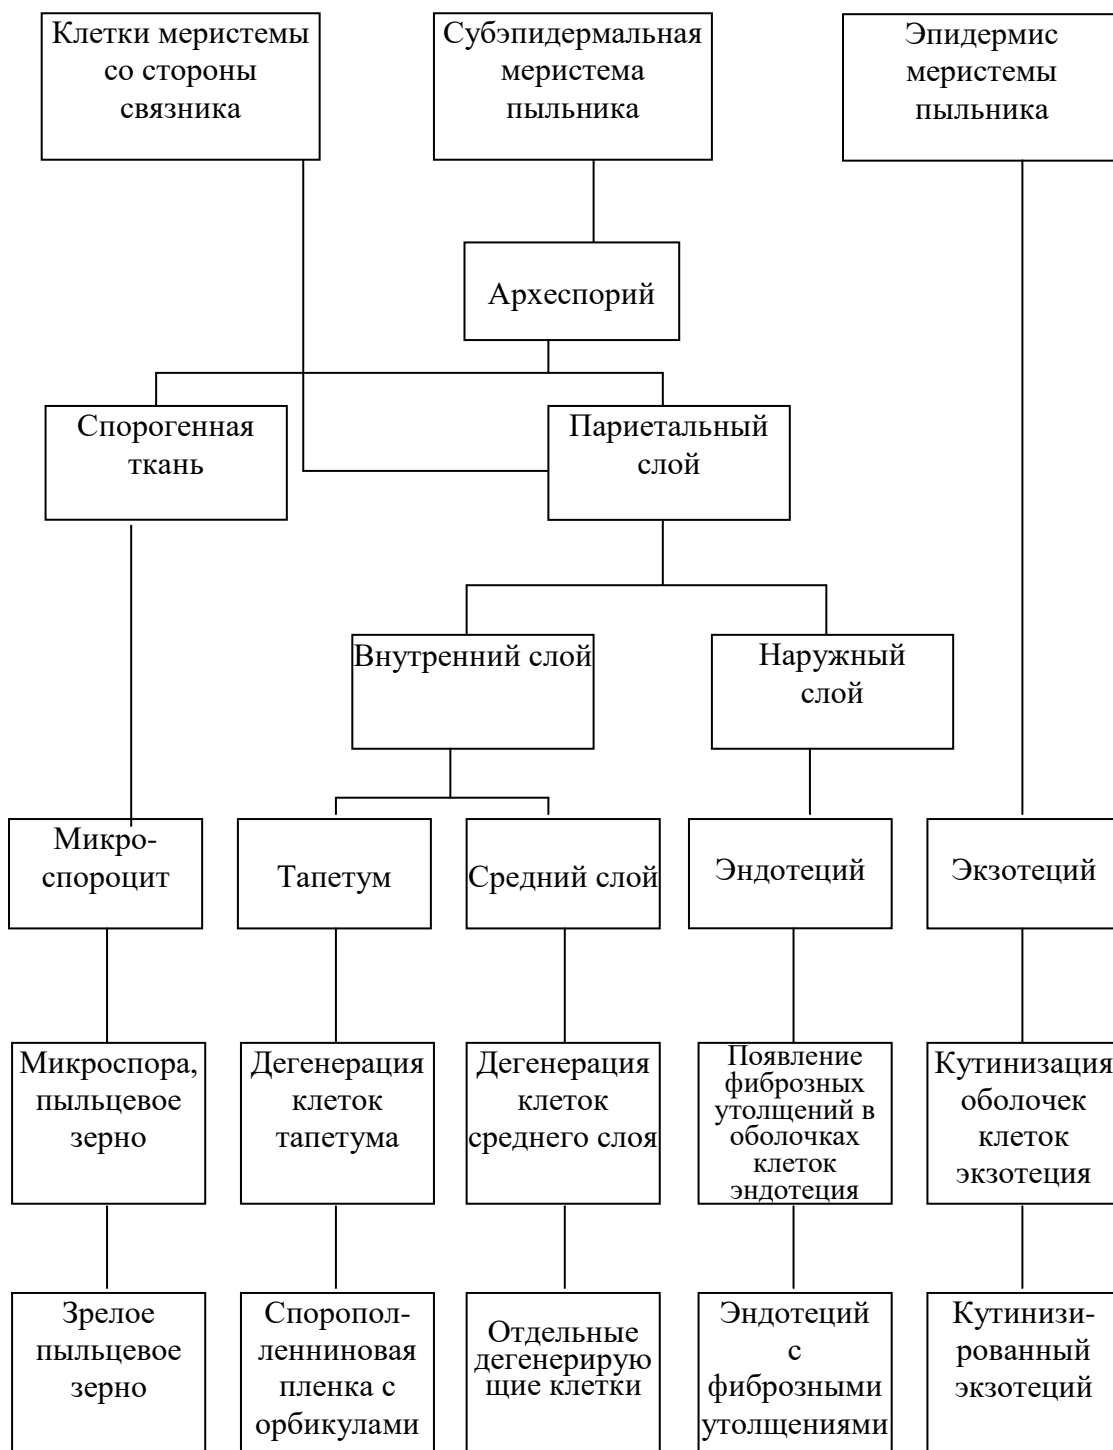 Клетки меристемы
со стороны
связника
Субэпидермальная
меристема
пыльника
Эпидермис
меристемы
пыльника
Археспорий
Спорогенная
ткань
Париетальный
слой
Внутренний слой
Наружный
слой
Микро-
спороцит
Тапетум
Средний слой
Эндотеций
Экзотеций
Микроспора,
пыльцевое
зерно
Дегенерация
клеток
тапетума
Дегенерация
клеток
среднего слоя
Появление
фиброзных
утолщений в
оболочках
клеток
эндотеция
Кутинизация
оболочек
клеток
экзотеция
Зрелое
пыльцевое
зерно
Споропол-
лениновая
пленка с
орбикулами
Отдельные
дегенерирую
щие клетки
Эндотеций
с
фиброзными
утолщениями
Кутинизи-
рованный
экзотеций